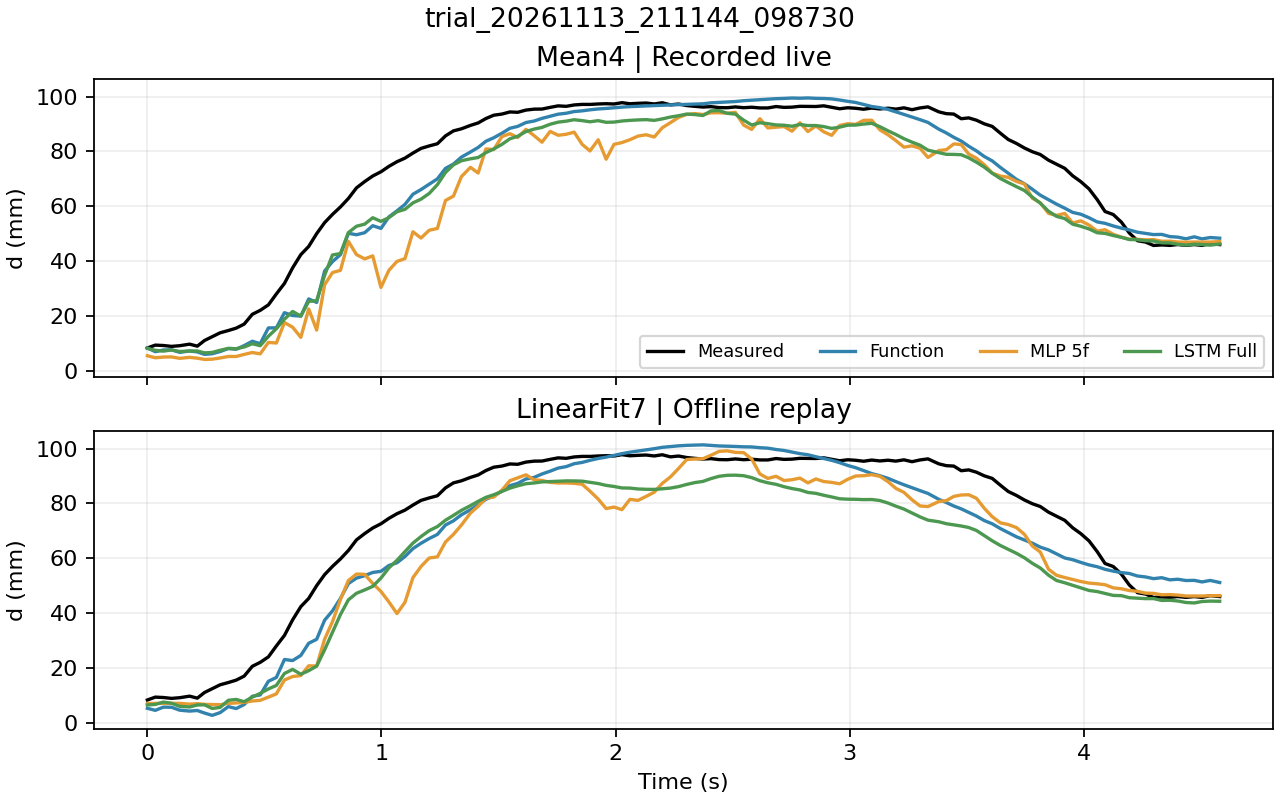 trial_20261113_211144_098730
Mean4 | Recorded live
100
80
60
40
20
0
d (mm)
Measured Function MLP 5f LSTM Full
LinearFit7 | Offline replay
100
80
60
40
20
0
d (mm)
0 1 2 3 4
Time (s)